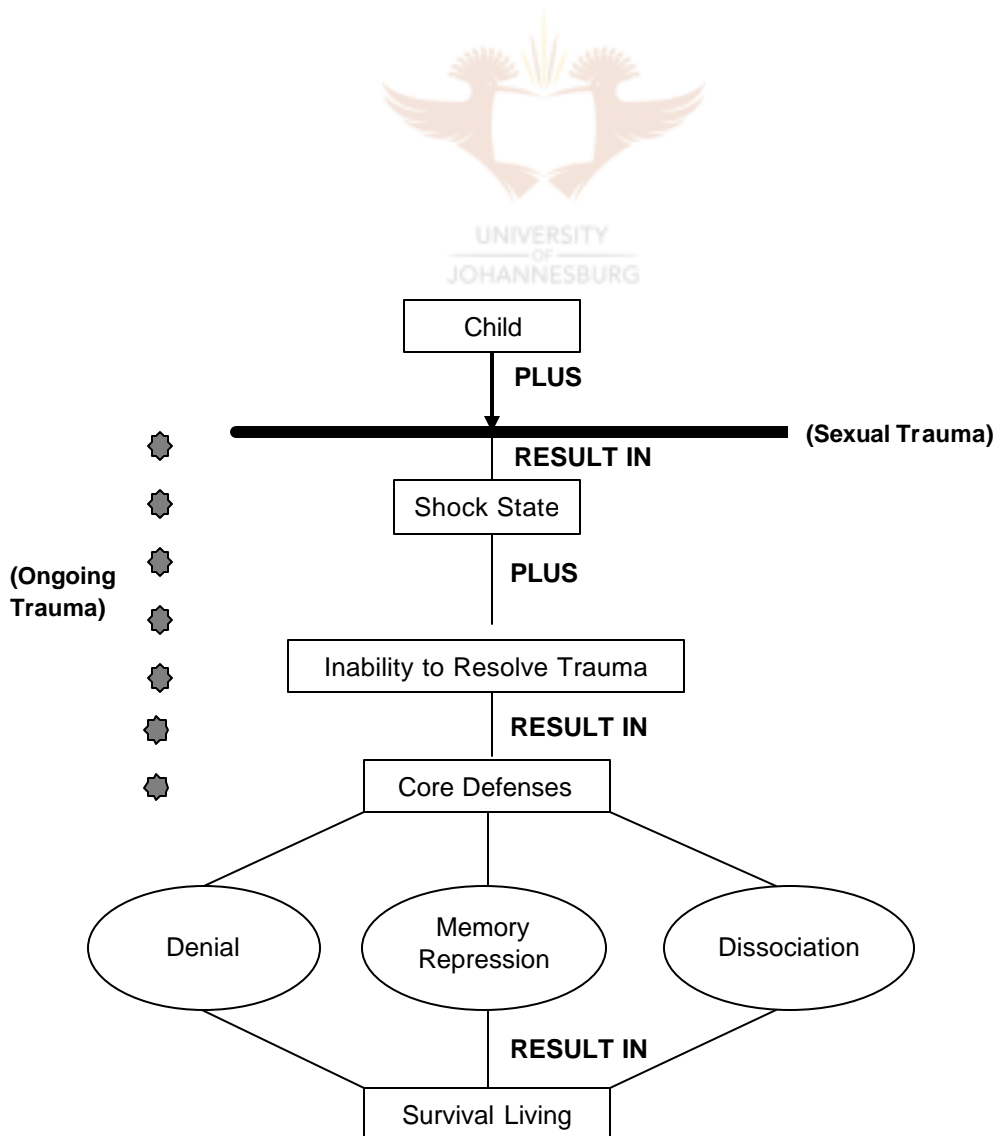 UNIVERSITY
OF
JOHANNESBURG
Child
PLUS
(Sexual Trauma)
RESULT IN
Shock State
PLUS
(Ongoing
Trauma)
Inability to Resolve Trauma
RESULT IN
Core Defenses
Denial
Memory
Repression
Dissociation
RESULT IN
Survival Living